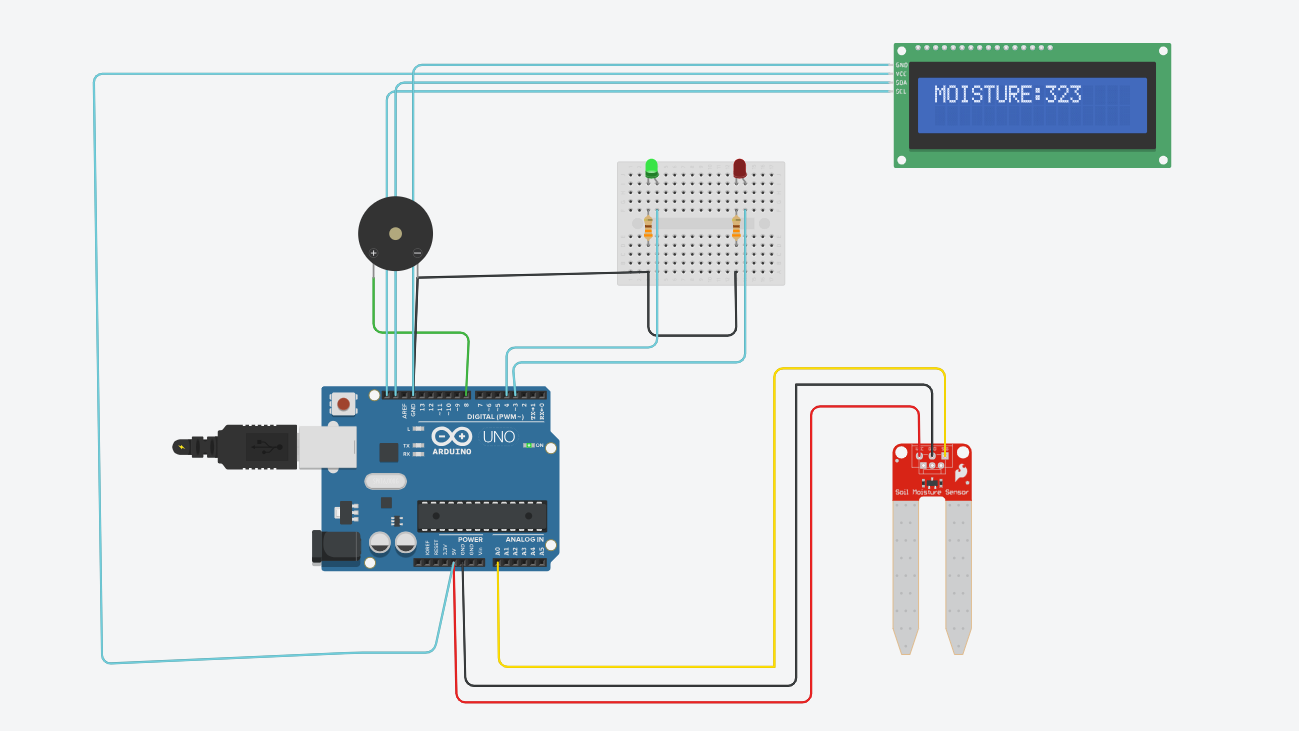 GND
VCC
SDA
SCL
MOISTURE:323
+
−
AREF
GND
13
12
~11
~10
~9
8
7
~6
~5
4
~3
2
TX→1
RX←0
DIGITAL (PWM~)
L
TX
RX
UNO
ARDUINO
ON
POWER
ANALOG IN
IOREF
RESET
3.3V
5V
GND
GND
Vin
A0
A1
A2
A3
A4
A5
Soil Moisture Sensor